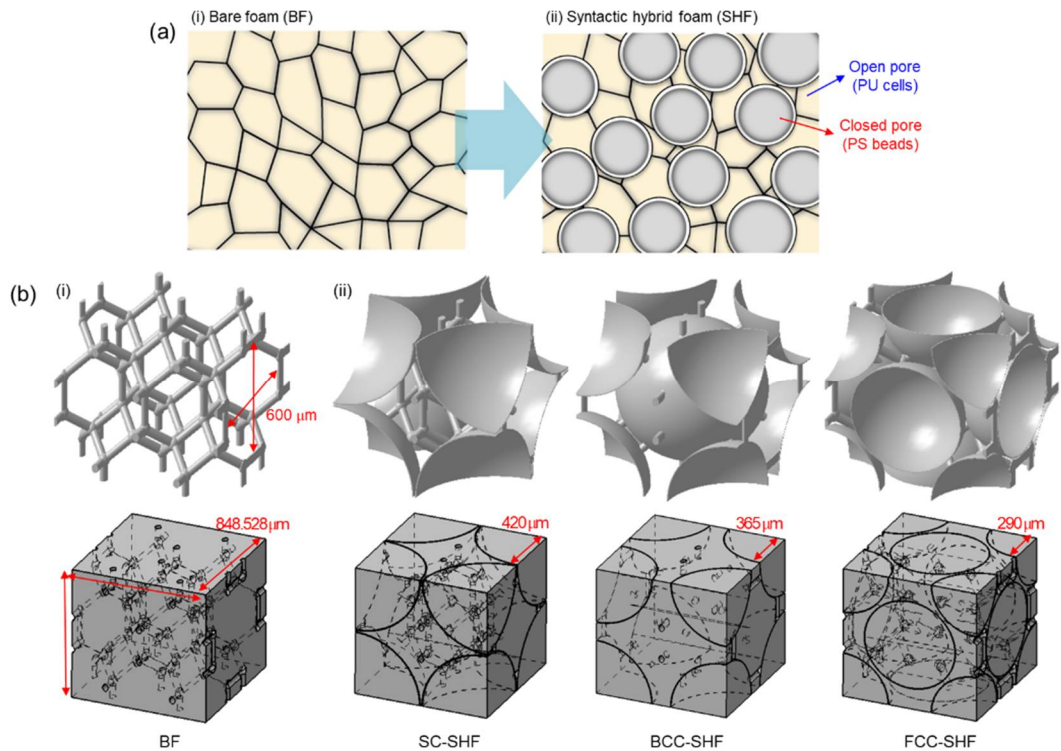 (i) Bare foam (BF)
(ii) Syntactic hybrid foam (SHF)
(a)
Open pore
(PU cells)
Closed pore
(PS beads)
(b)
(i)
(ii)
600 μm
848.528μm
420μm
365μm
290μm
BF
SC-SHF
BCC-SHF
FCC-SHF